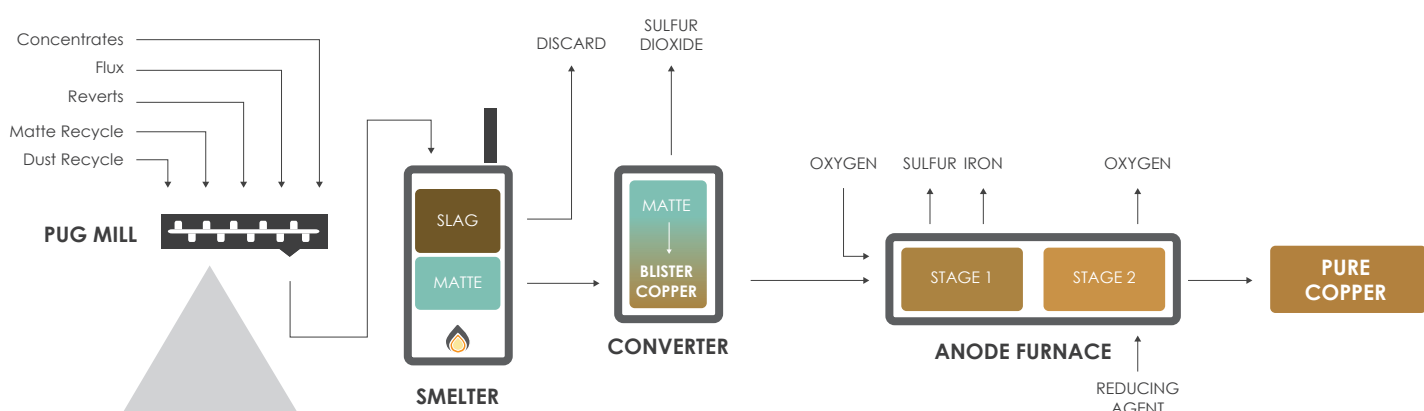 Concentrates
Flux
Reverts
Matte Recycle
Dust Recycle
PUG MILL
SLAG
MATTE
SMELTER
DISCARD
SULFUR
DIOXIDE
MATTE
BLISTER
COPPER
CONVERTER
OXYGEN
SULFUR IRON
OXYGEN
STAGE 1
STAGE 2
ANODE FURNACE
REDUCING
AGENT
PURE
COPPER